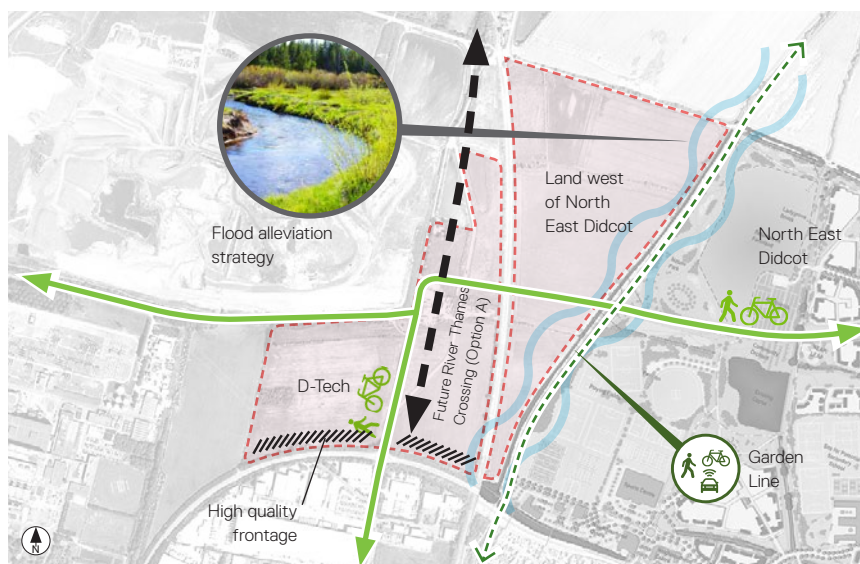 Flood alleviation
strategy
Land west
of North
East Didcot
North East
Didcot
Future River Thames
Crossing (Option A)
D-Tech
High quality
frontage
Garden
Line
N